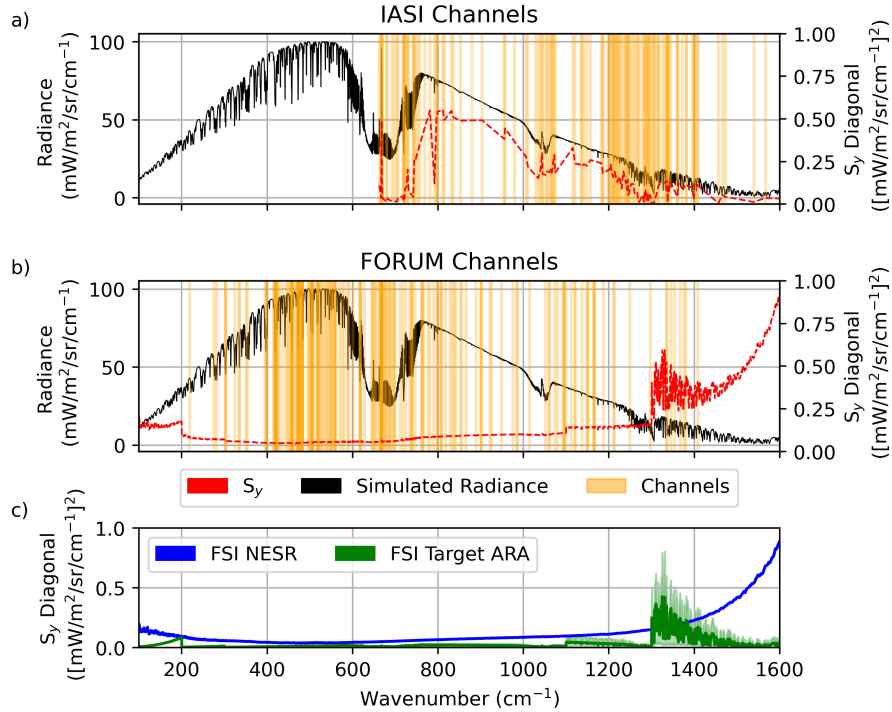 a)
IASI Channels
100
50
0
Radiance
(mW/m²/sr/cm⁻¹)
1.00
0.75
0.50
0.25
0.00
Sy Diagonal
([mW/m²/sr/cm⁻¹]²)
b)
FORUM Channels
100
50
0
Radiance
(mW/m²/sr/cm⁻¹)
1.00
0.75
0.50
0.25
0.00
Sy Diagonal
([mW/m²/sr/cm⁻¹]²)
Sy Simulated Radiance Channels
c)
1.0
0.5
0.0
Sy Diagonal
([mW/m²/sr/cm⁻¹]²)
FSI NESR FSI Target ARA
200 400 600 800 1000 1200 1400 1600
Wavenumber (cm⁻¹)